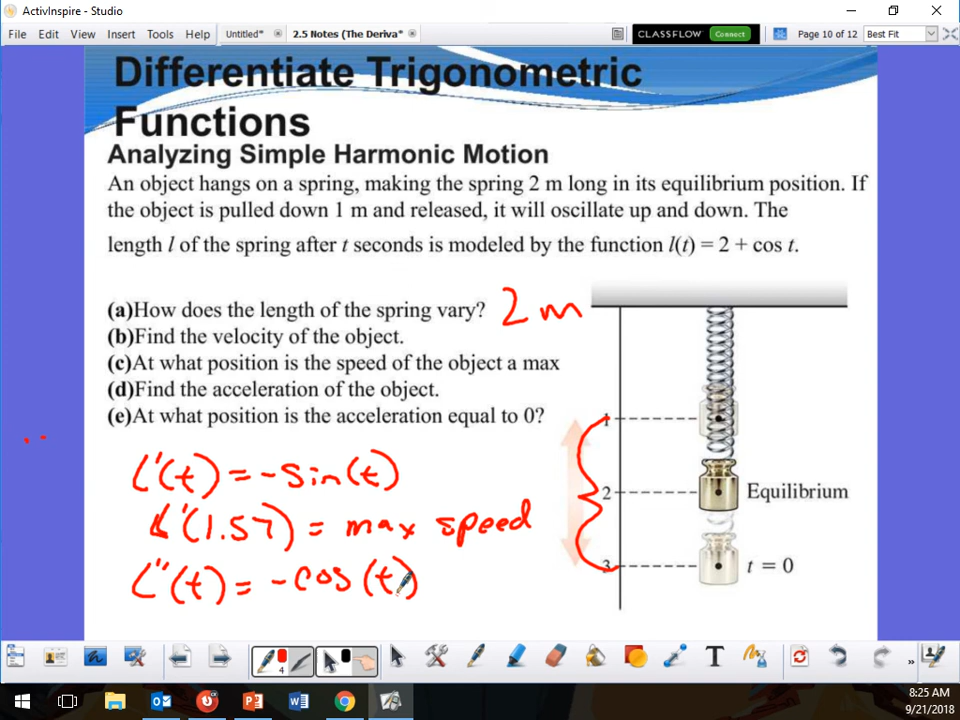 ActivInspire - Studio
File Edit View Insert Tools Help Untitled* 2.5 Notes (The Deriva* CLASSFLOW Connect Page 10 of 12 Best Fit
Differentiate Trigonometric
Functions
Analyzing Simple Harmonic Motion
An object hangs on a spring, making the spring 2 m long in its equilibrium position. If
the object is pulled down 1 m and released, it will oscillate up and down. The
length l of the spring after t seconds is modeled by the function l(t) = 2 + cos t.
(a)How does the length of the spring vary? 2 m
(b)Find the velocity of the object.
(c)At what position is the speed of the object a max
(d)Find the acceleration of the object.
(e)At what position is the acceleration equal to 0?
1
L'(t) = -sin(t)
2 Equilibrium
L'(1.57) = max speed
3 t = 0
L"(t) = -cos(t)
4 T »
8:25 AM
9/21/2018